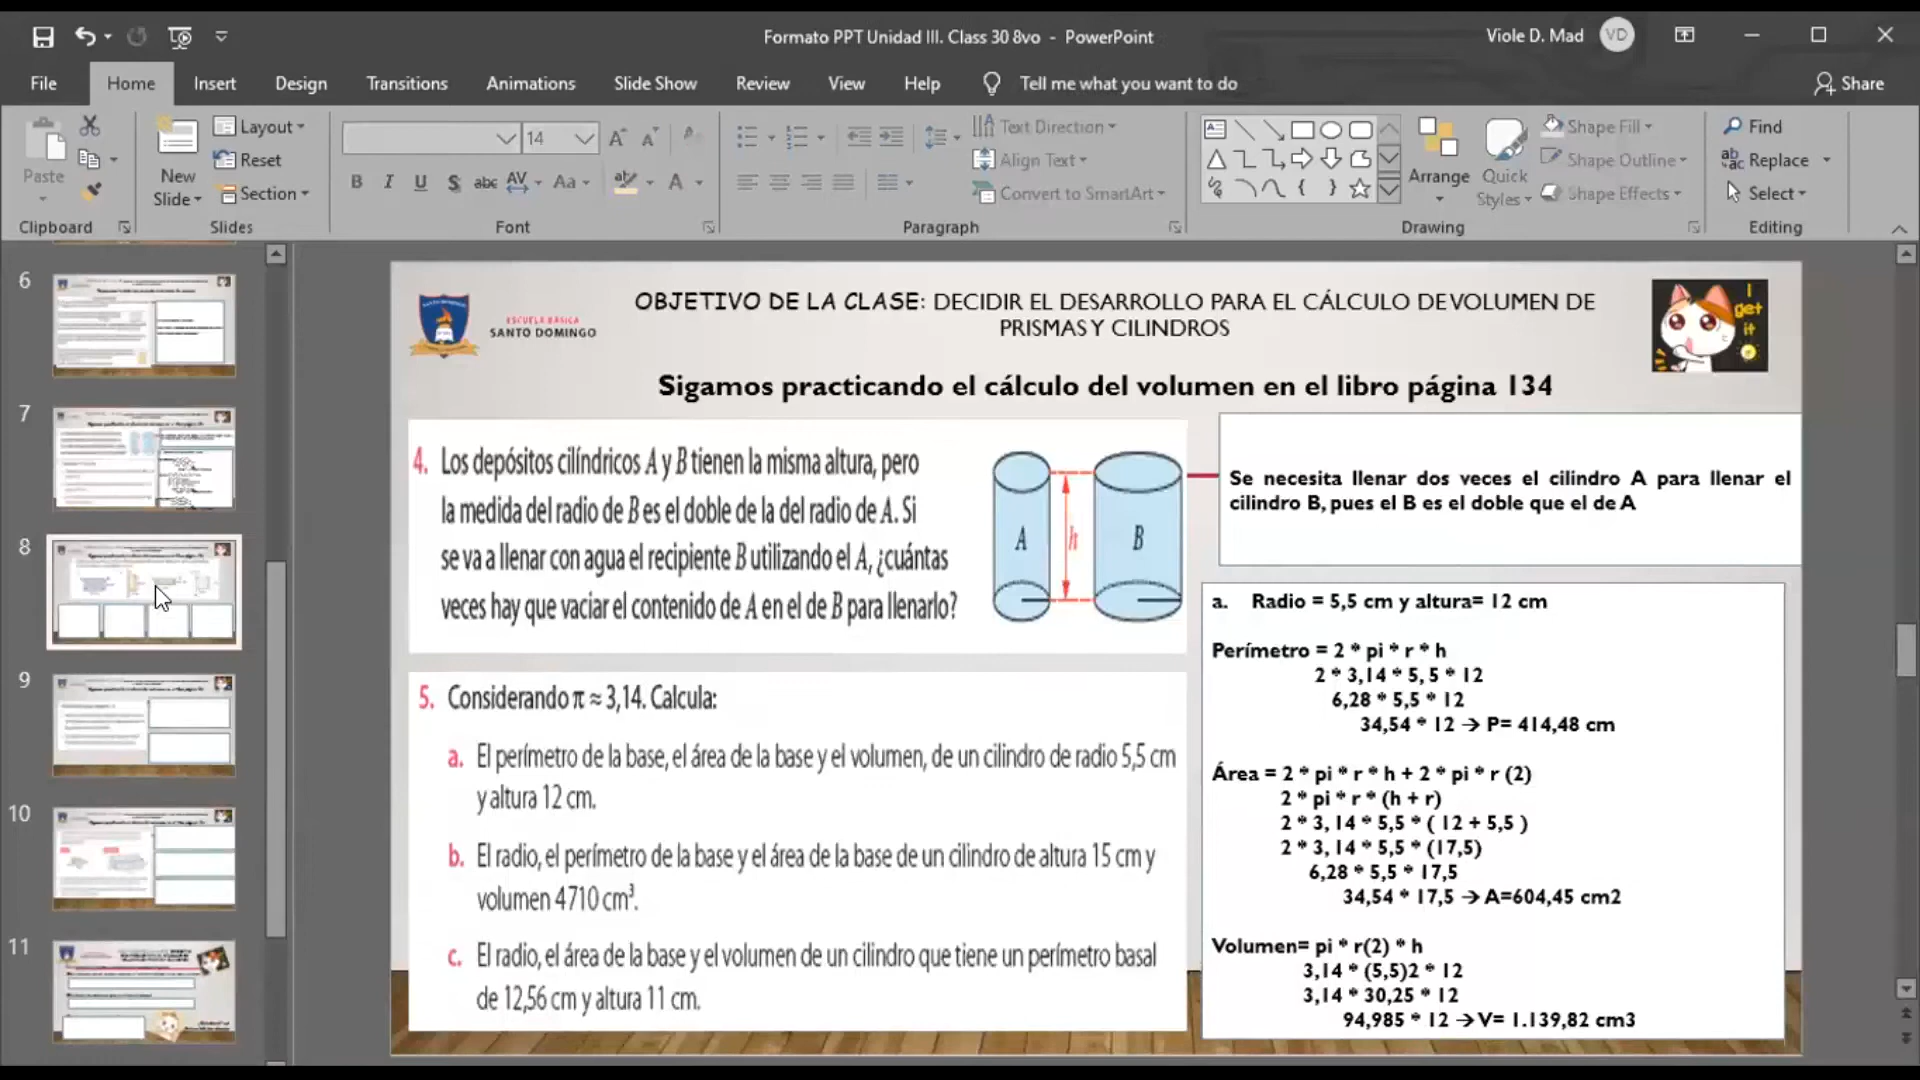 Formato PPT Unidad III. Class 30 8vo - PowerPoint
Viole D. Mad
VD
File
Home
Insert
Design
Transitions
Animations
Slide Show
Review
View
Help
Tell me what you want to do
Share
Paste
New
Slide
Layout
Reset
Section
14
B I U S abc AV Aa A
Text Direction
Align Text
Convert to SmartArt
Arrange
Quick
Styles
Shape Fill
Shape Outline
Shape Effects
Find
Replace
Select
Clipboard
Slides
Font
Paragraph
Drawing
Editing
6
7
8
9
10
11
SANTO DOMINGO
ESCUELA BÁSICA
SANTO DOMINGO
OBJETIVO DE LA CLASE: DECIDIR EL DESARROLLO PARA EL CÁLCULO DE VOLUMEN DE
PRISMAS Y CILINDROS
I
get
it
Sigamos practicando el cálculo del volumen en el libro página 134
4. Los depósitos cilíndricos A y B tienen la misma altura, pero
la medida del radio de B es el doble de la del radio de A. Si
se va a llenar con agua el recipiente B utilizando el A, ¿cuántas
veces hay que vaciar el contenido de A en el de B para llenarlo?
A
h
B
Se necesita llenar dos veces el cilindro A para llenar el
cilindro B, pues el B es el doble que el de A
5. Considerando π ≈ 3,14. Calcula:
a. El perímetro de la base, el área de la base y el volumen, de un cilindro de radio 5,5 cm
y altura 12 cm.
b. El radio, el perímetro de la base y el área de la base de un cilindro de altura 15 cm y
volumen 4710 cm³.
c. El radio, el área de la base y el volumen de un cilindro que tiene un perímetro basal
de 12,56 cm y altura 11 cm.
a. Radio = 5,5 cm y altura= 12 cm
Perímetro = 2 * pi * r * h
2 * 3,14 * 5, 5 * 12
6,28 * 5,5 * 12
34,54 * 12 → P= 414,48 cm
Área = 2 * pi * r * h + 2 * pi * r (2)
2 * pi * r * (h + r)
2 * 3, 14 * 5,5 * ( 12 + 5,5 )
2 * 3, 14 * 5,5 * (17,5)
6,28 * 5,5 * 17,5
34,54 * 17,5 → A=604,45 cm2
Volumen= pi * r(2) * h
3,14 * (5,5)2 * 12
3,14 * 30,25 * 12
94,985 * 12 → V= 1.139,82 cm3